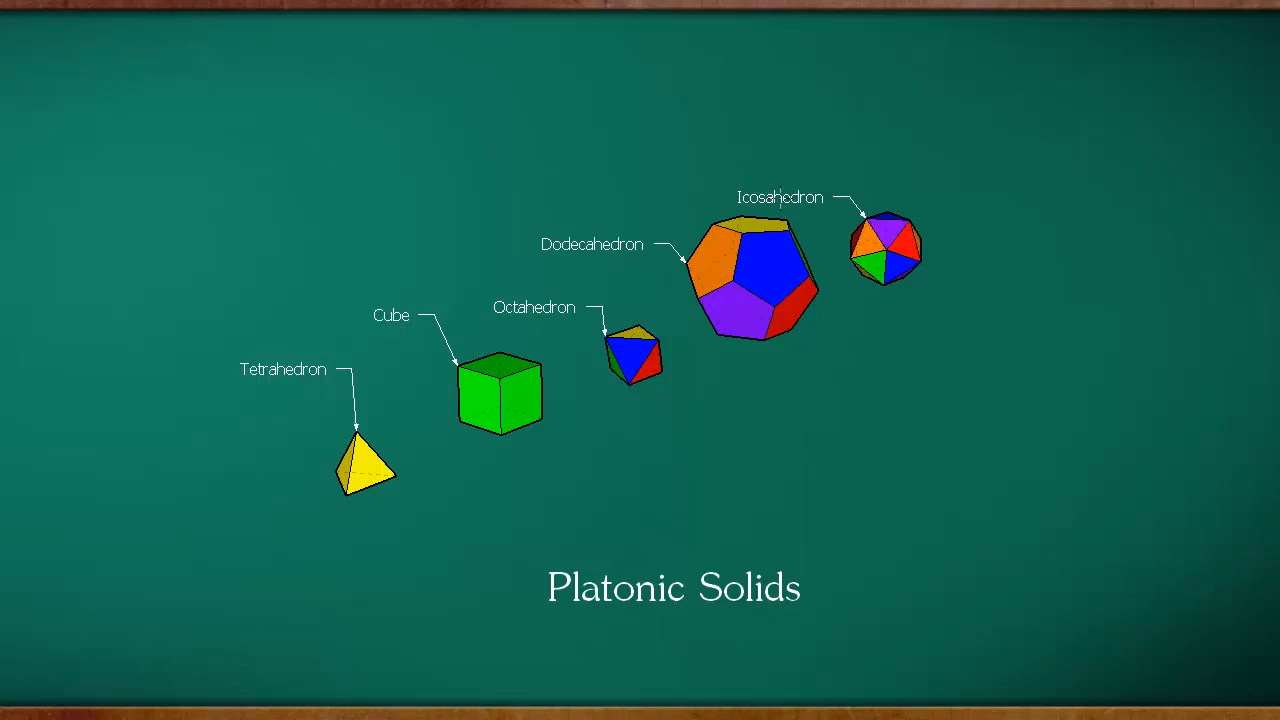 Icosahedron
Dodecahedron
Octahedron
Cube
Tetrahedron
Platonic Solids